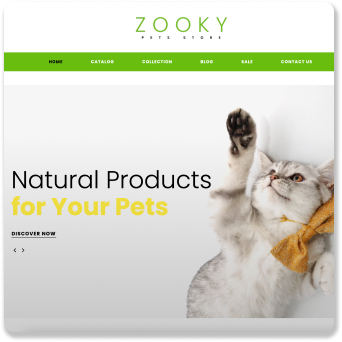 ZOOKY
PETS STORE
HOME CATALOG COLLECTION BLOG SALE CONTACT US
Natural Products
for Your Pets
DISCOVER NOW